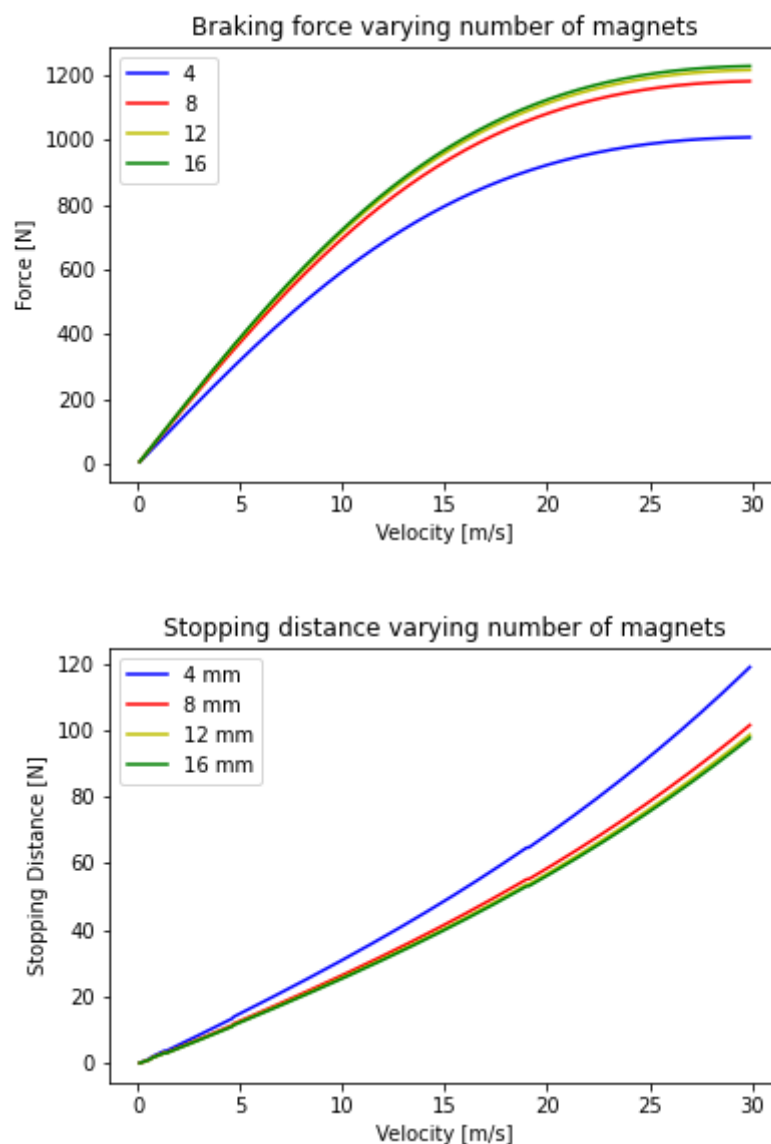 Braking force varying number of magnets
4
8
12
16
1200
1000
800
600
400
200
0
Force [N]
0 5 10 15 20 25 30
Velocity [m/s]
Stopping distance varying number of magnets
4 mm
8 mm
12 mm
16 mm
120
100
80
60
40
20
0
Stopping Distance [N]
0 5 10 15 20 25 30
Velocity [m/s]